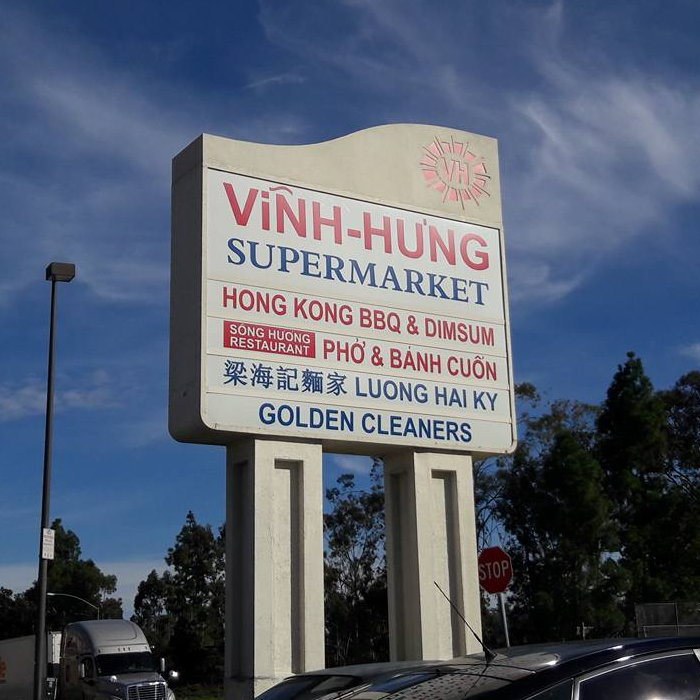 VH
VĨNH-HƯNG
SUPERMARKET
HONG KONG BBQ & DIMSUM
SÔNG HƯƠNG
RESTAURANT
PHỞ & BÁNH CUỐN
梁海記麵家 LUONG HAI KY
GOLDEN CLEANERS
STOP